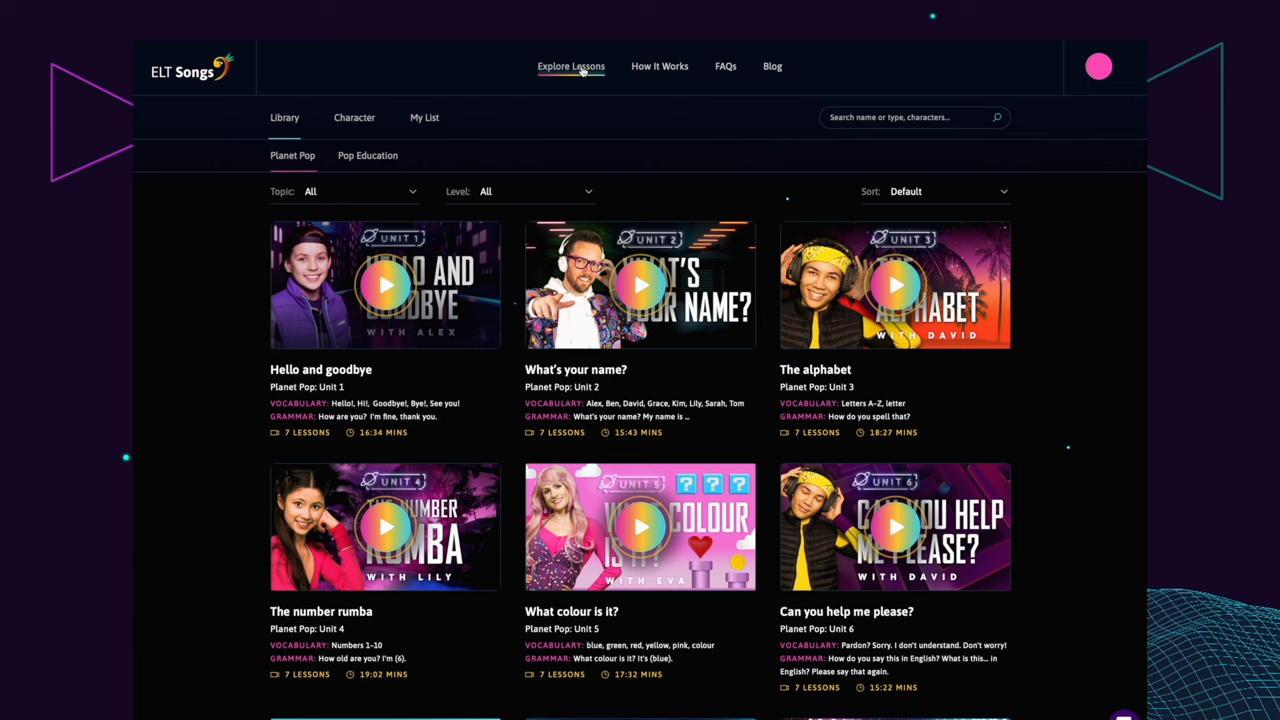 ELT Songs
Explore Lessons
How It Works
FAQs
Blog
Library
Character
My List
Search name or type, characters...
Planet Pop
Pop Education
Topic: All
Level: All
Sort: Default
UNIT 1
HELLO AND
GOODBYE
WITH ALEX
UNIT 2
WHAT'S
YOUR NAME?
UNIT 3
THE
ALPHABET
WITH DAVID
Hello and goodbye
Planet Pop: Unit 1
VOCABULARY: Hello!, Hi!, Goodbye!, Bye!, See you!
GRAMMAR: How are you? I'm fine, thank you.
7 LESSONS 16:34 MINS
What's your name?
Planet Pop: Unit 2
VOCABULARY: Alex, Ben, David, Grace, Kim, Lily, Sarah, Tom
GRAMMAR: What's your name? My name is ...
7 LESSONS 15:43 MINS
The alphabet
Planet Pop: Unit 3
VOCABULARY: Letters A–Z, letter
GRAMMAR: How do you spell that?
7 LESSONS 18:27 MINS
UNIT 4
THE NUMBER
RUMBA
WITH LILY
UNIT 5
WHAT COLOUR
IS IT?
WITH EVA
UNIT 6
CAN YOU HELP
ME PLEASE?
WITH DAVID
The number rumba
Planet Pop: Unit 4
VOCABULARY: Numbers 1–10
GRAMMAR: How old are you? I'm (6).
7 LESSONS 19:02 MINS
What colour is it?
Planet Pop: Unit 5
VOCABULARY: blue, green, red, yellow, pink, colour
GRAMMAR: What colour is it? It's (blue).
7 LESSONS 17:32 MINS
Can you help me please?
Planet Pop: Unit 6
VOCABULARY: Pardon? Sorry. I don't understand. Don't worry!
GRAMMAR: How do you say this in English? What is this... in
English? Please say that again.
7 LESSONS 15:22 MINS